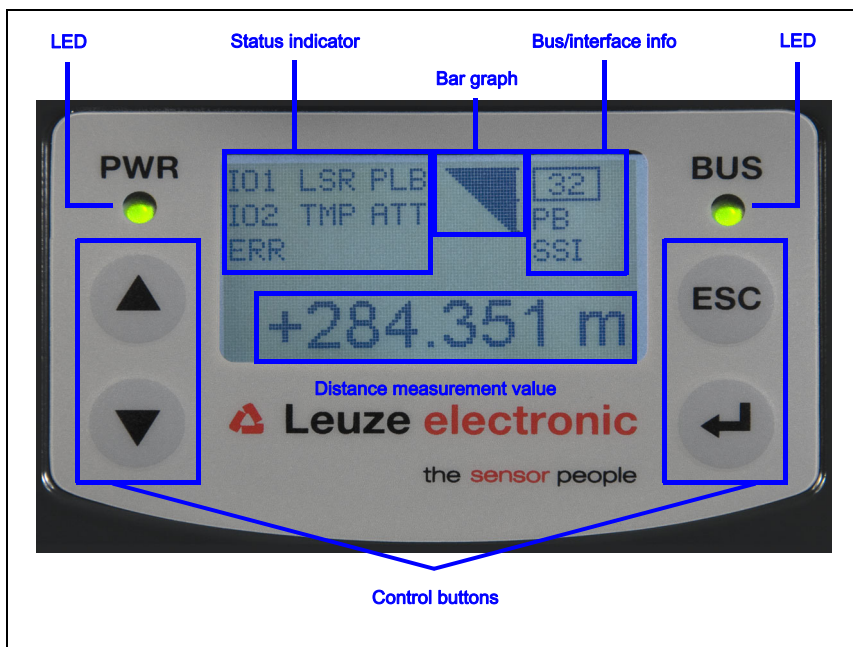 LED
Status indicator
Bus/interface info
LED
Bar graph
PWR
BUS
IO1 LSR PLB
32
IO2 TMP ATT
PB
ERR
SSI
ESC
+284.351 m
Distance measurement value
Leuze electronic
the sensor people
Control buttons